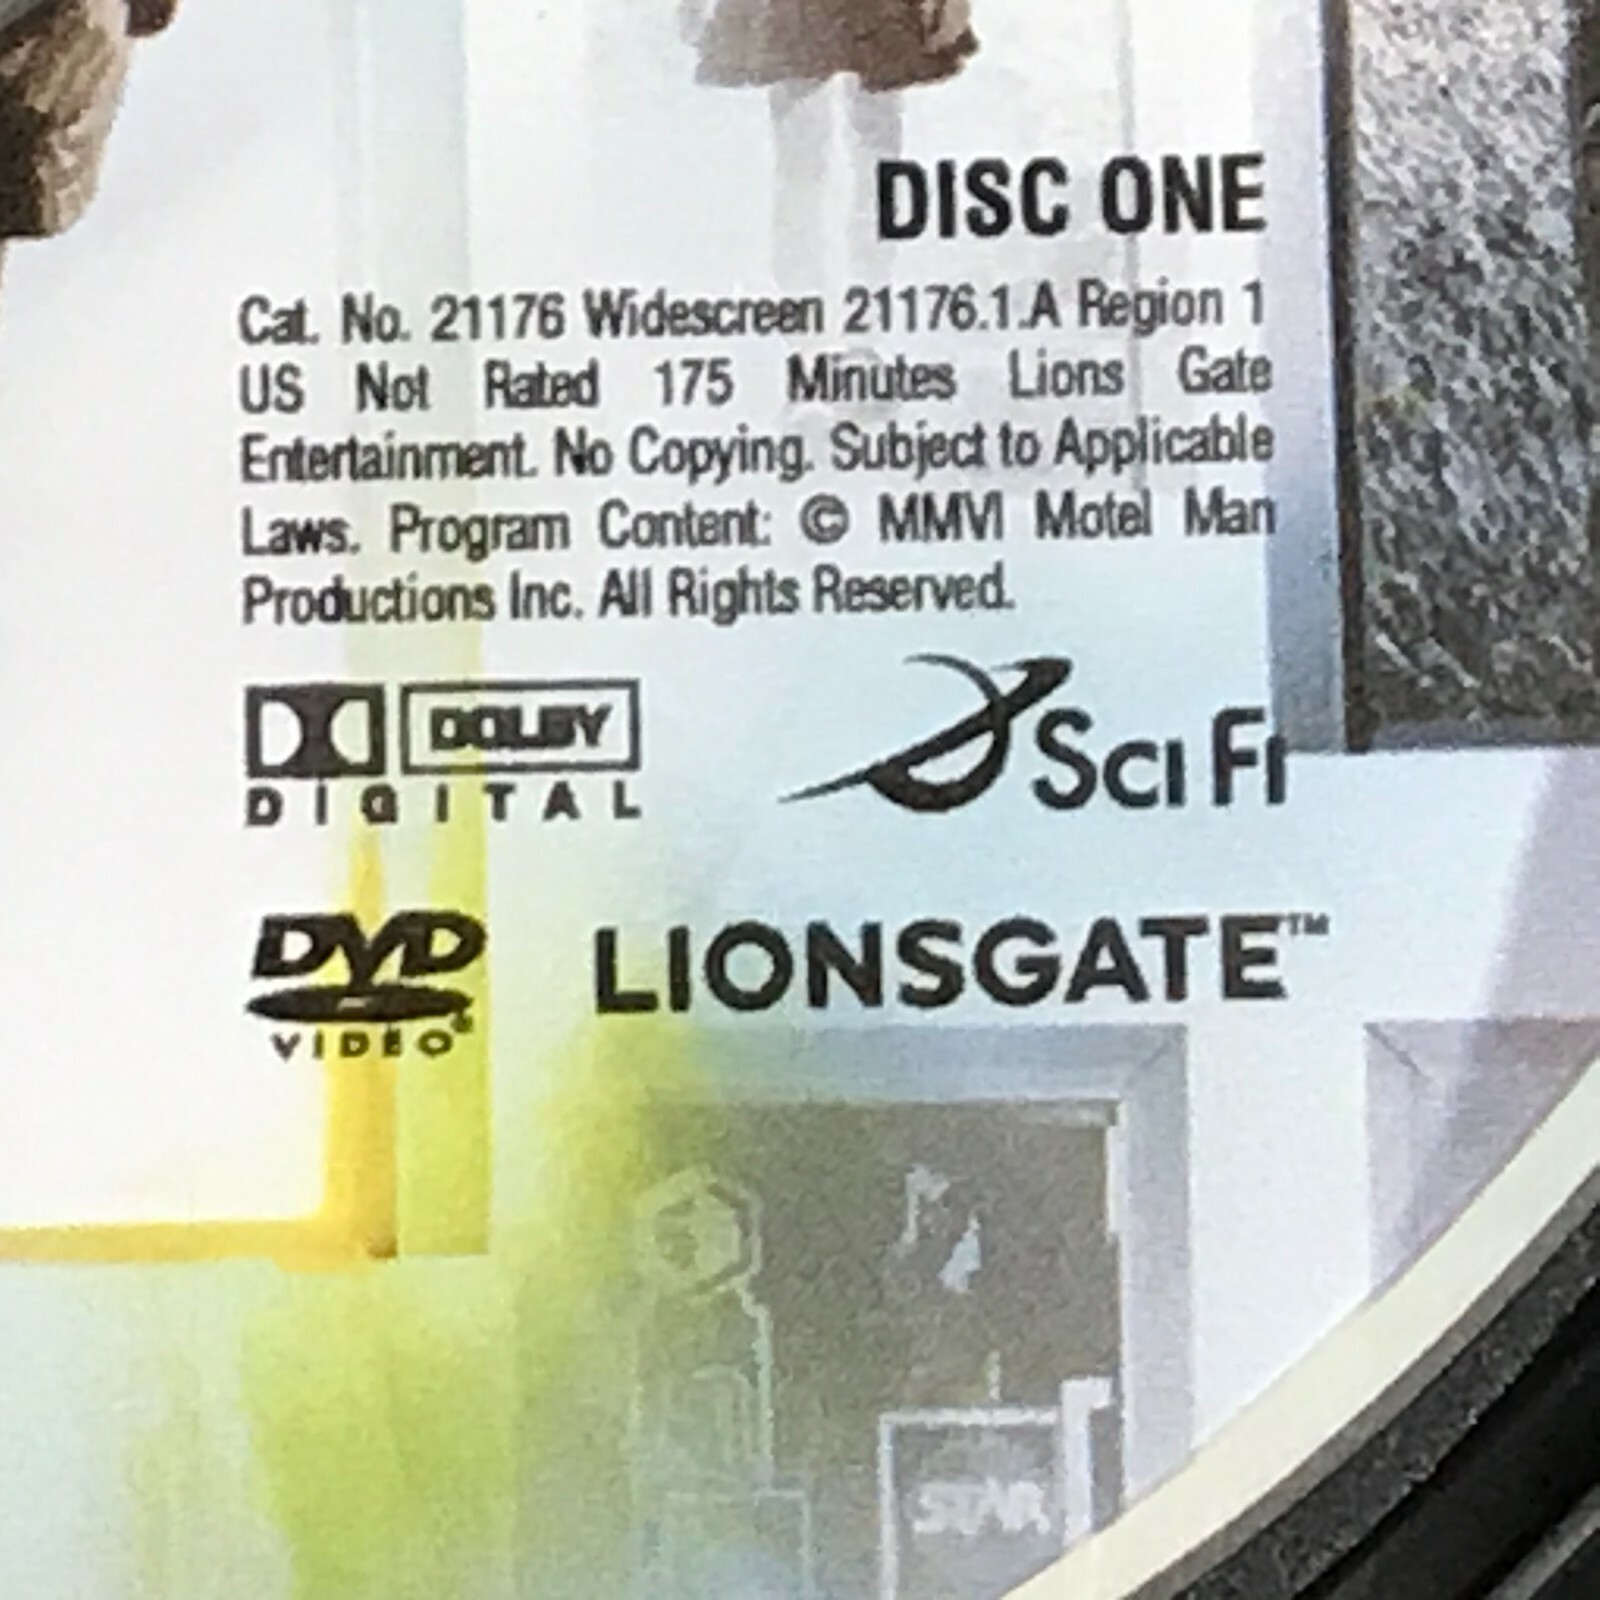 DISC ONE
Cat. No. 21176 Widescreen 21176.1.A Region 1
US Not Rated 175 Minutes Lions Gate
Entertainment. No Copying. Subject to Applicable
Laws. Program Content: © MMVI Motel Man
Productions Inc. All Rights Reserved.
DOLBY
DIGITAL
SCI FI
DVD
VIDEO
LIONSGATE™
STAR